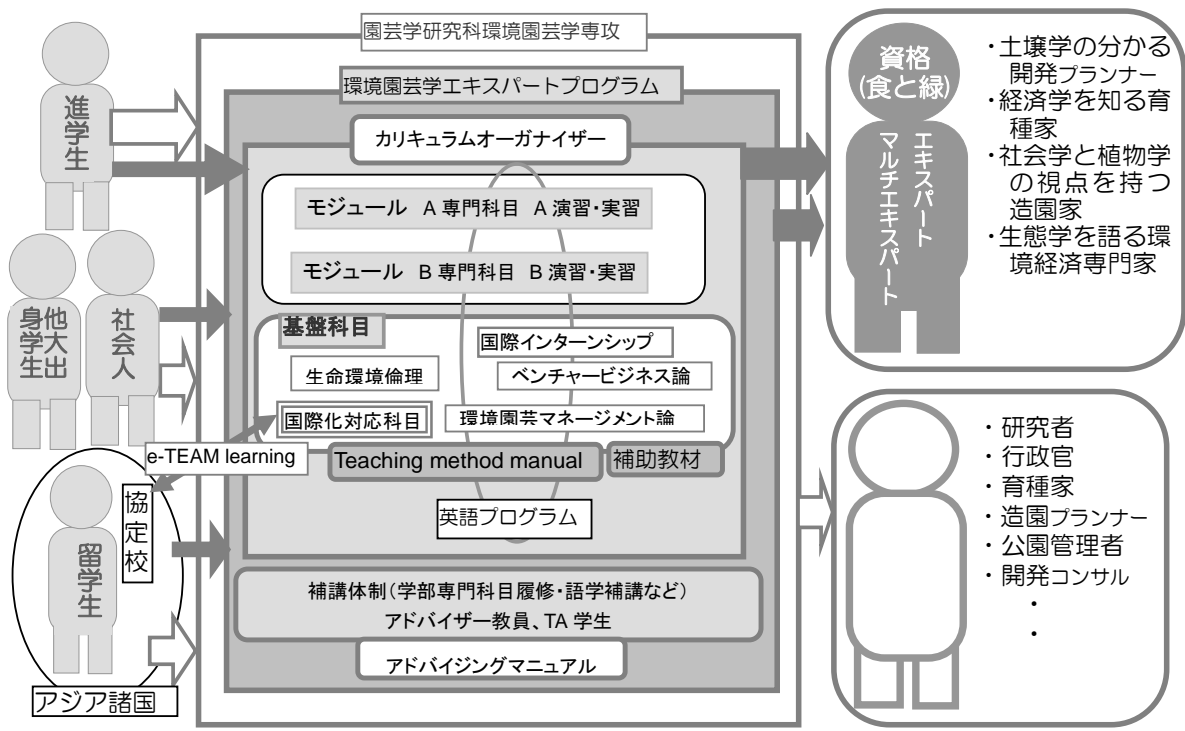 園芸学研究科環境園芸学専攻
環境園芸学エキスパートプログラム
カリキュラムオーガナイザー
モジュール A 専門科目 A 演習・実習
モジュール B 専門科目 B 演習・実習
基盤科目
国際インターンシップ
生命環境倫理
ベンチャービジネス論
国際化対応科目
環境園芸マネージメント論
e-TEAM learning
Teaching method manual
補助教材
英語プログラム
補講体制(学部専門科目履修・語学補講など)
アドバイザー教員、TA 学生
アドバイジングマニュアル
進学生
他大出
身学生
社会人
協定校
留学生
アジア諸国
資格
(食と緑)
エキスパート
マルチエキスパート
・土壌学の分かる
開発プランナー
・経済学を知る育
種家
・社会学と植物学
の視点を持つ
造園家
・生態学を語る環
境経済専門家
・研究者
・行政官
・育種家
・造園プランナー
・公園管理者
・開発コンサル
・
・